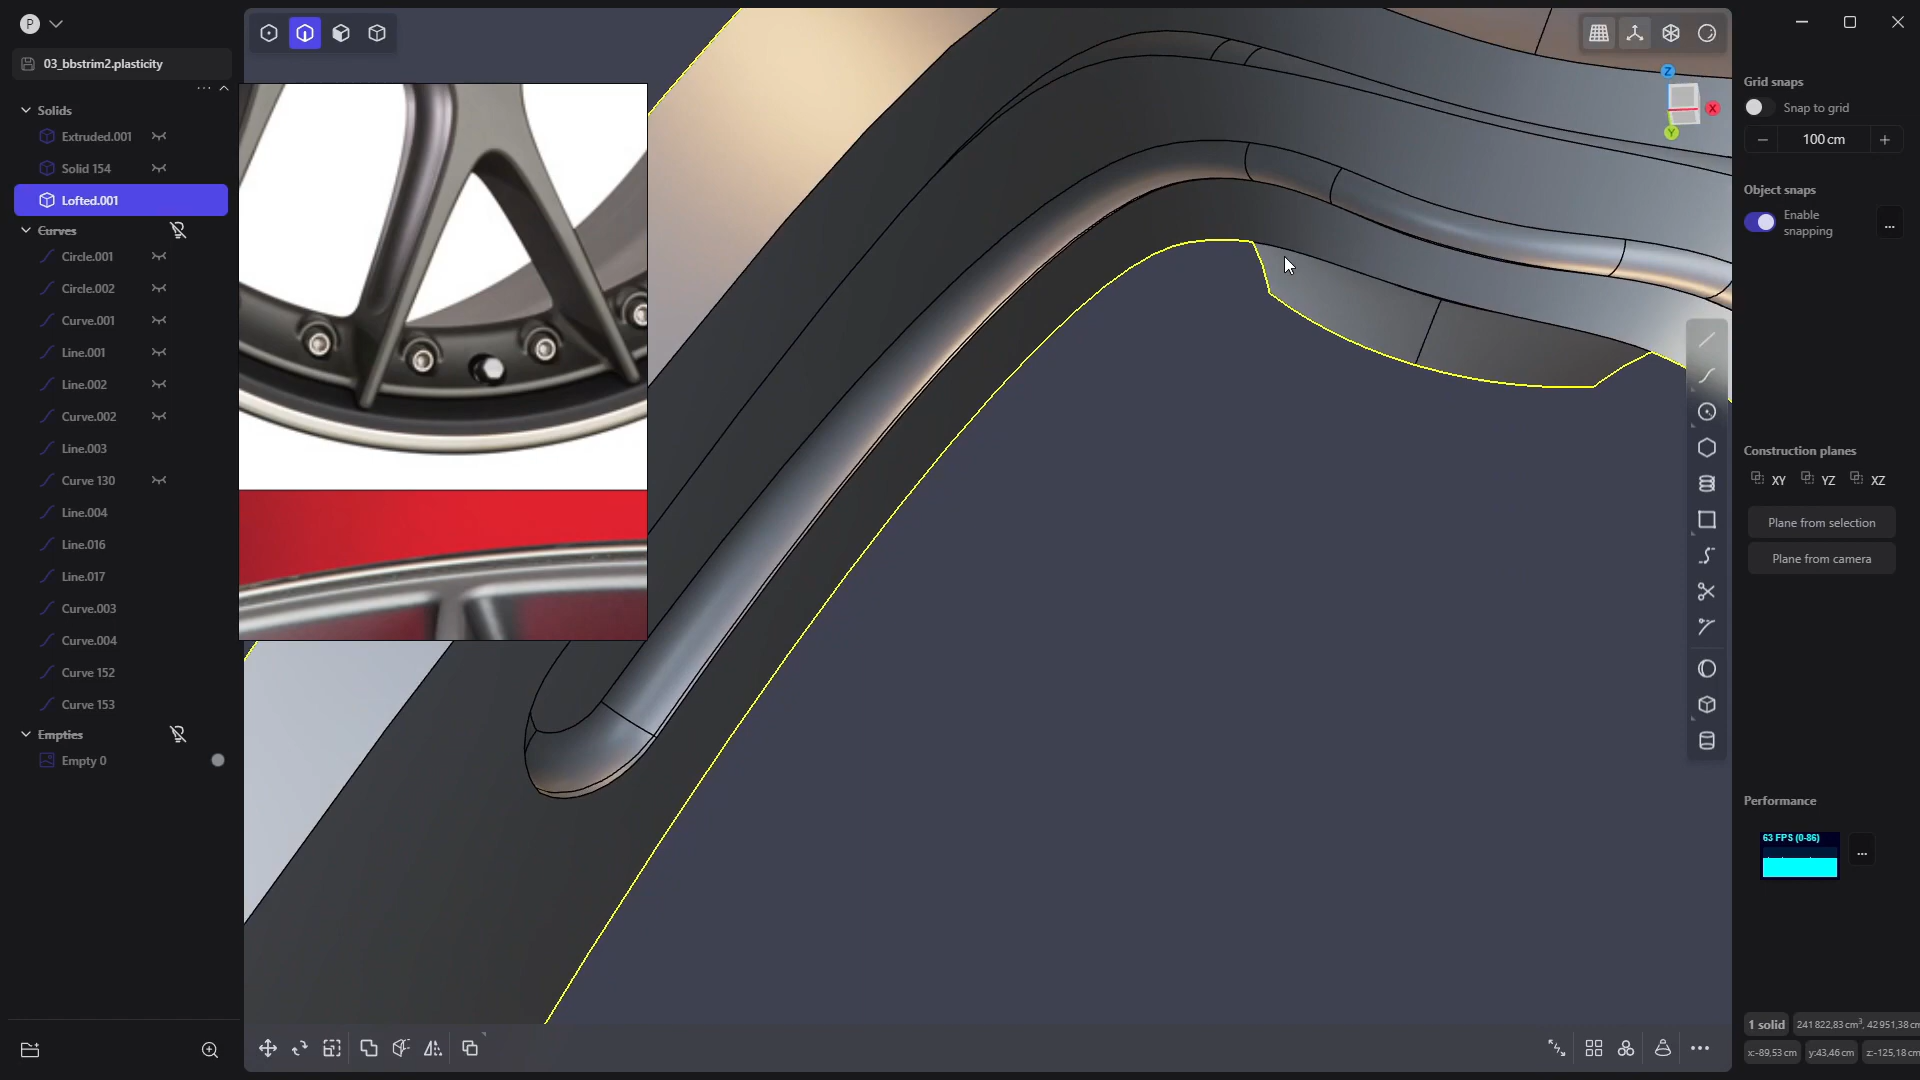 P
03_bbstrim2.plasticity
Solids
Extruded.001
Solid 154
Lofted.001
Curves
Circle.001
Circle.002
Curve.001
Line.001
Line.002
Curve.002
Line.003
Curve 130
Line.004
Line.016
Line.017
Curve.003
Curve.004
Curve 152
Curve 153
Empties
Empty 0
Z
X
Y
Grid snaps
Snap to grid
100 cm
Object snaps
Enable
snapping
...
Construction planes
XY YZ XZ
Plane from selection
Plane from camera
Performance
63 FPS (0-86)
...
1 solid 241 822,83 cm³, 42 951,38 cm
x:-89,53 cm y:43,46 cm z:-125,18 cm